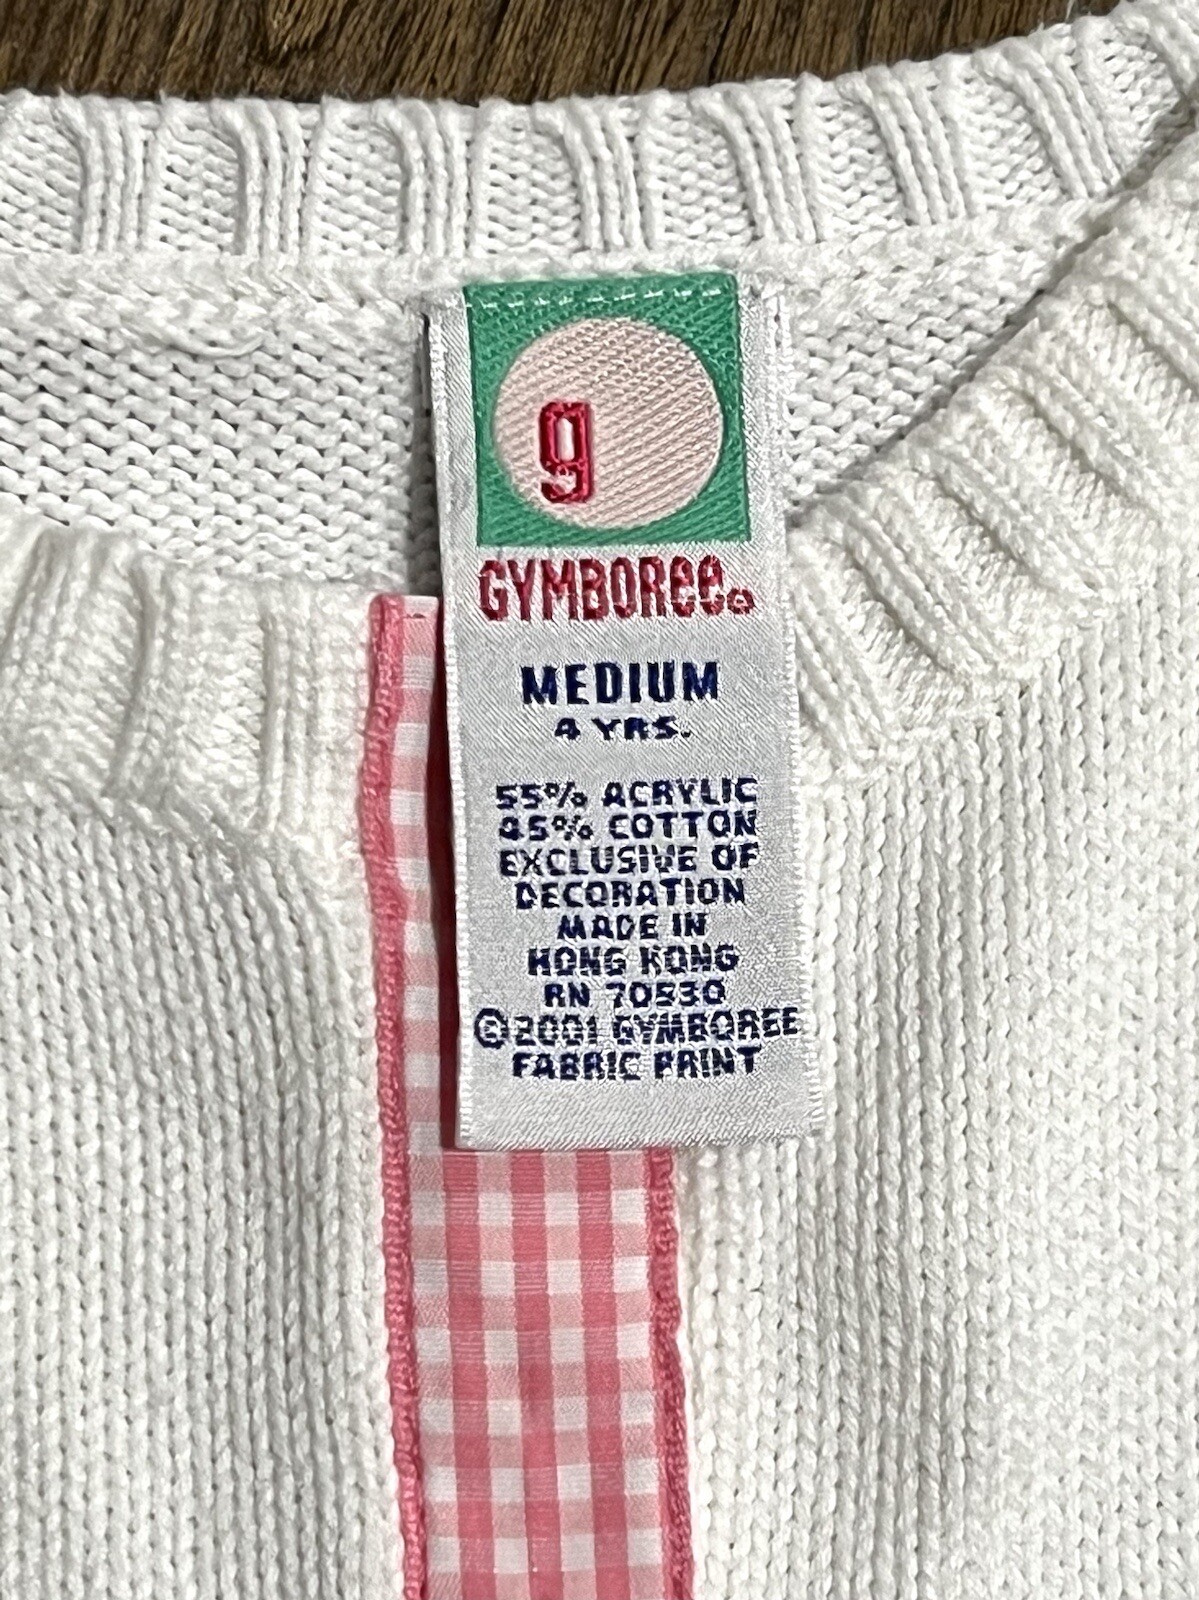 g
GYMBOREE®
MEDIUM
4 YRS.
55% ACRYLIC
45% COTTON
EXCLUSIVE OF
DECORATION
MADE IN
HONG KONG
RN 70530
©2001 GYMBOREE
FABRIC PRINT